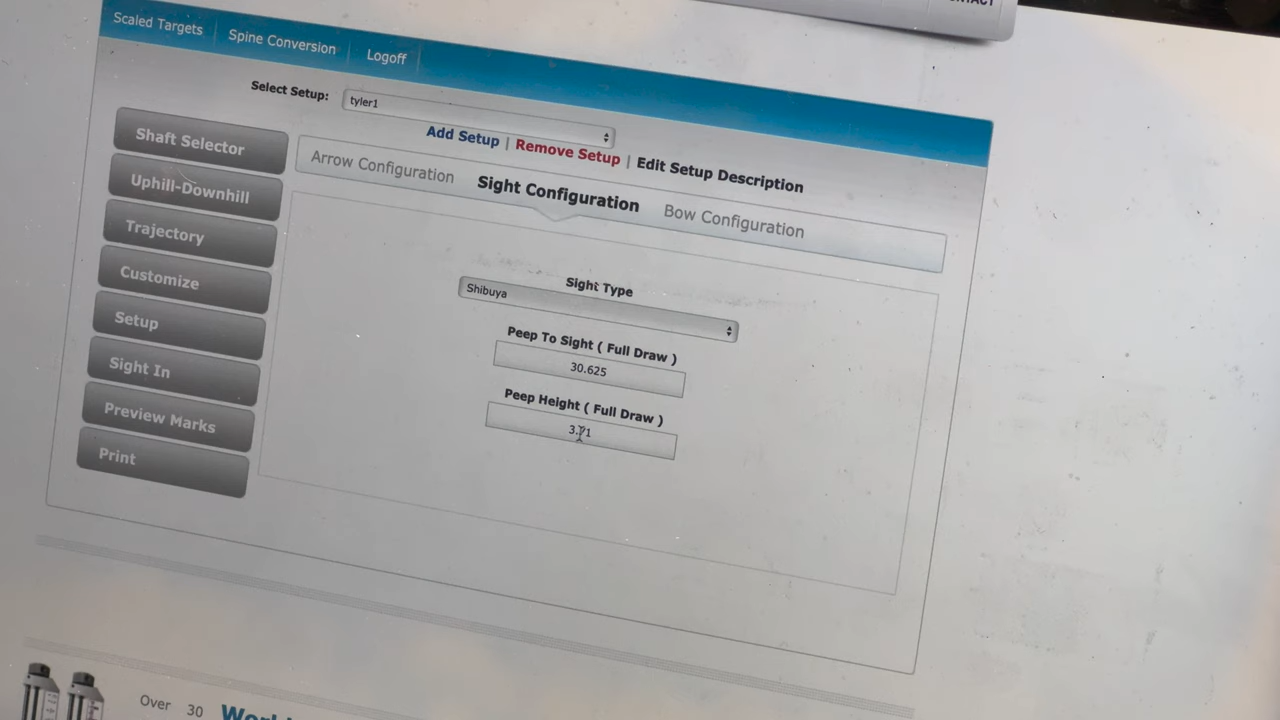 Scaled Targets
Spine Conversion
Logoff
Select Setup:
tyler1
Add Setup | Remove Setup | Edit Setup Description
Shaft Selector
Uphill-Downhill
Trajectory
Customize
Setup
Sight In
Preview Marks
Print
Arrow Configuration
Sight Configuration
Bow Configuration
Sight Type
Shibuya
Peep To Sight ( Full Draw )
30.625
Peep Height ( Full Draw )
Over 30